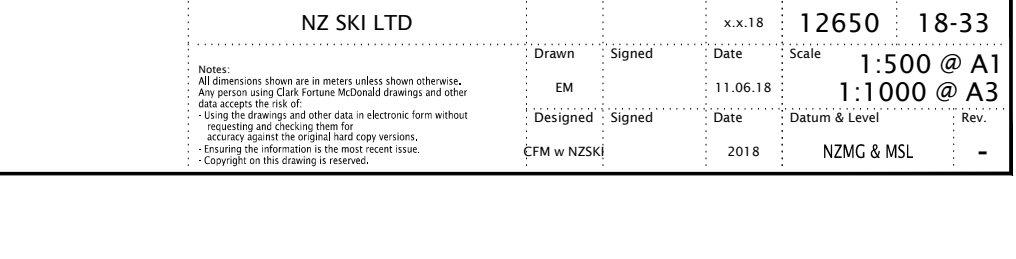 NZ SKI LTD
x.x.18
12650
18-33
Drawn
Signed
Date
Scale
1:500 @ A1
1:1000 @ A3
EM
11.06.18
Notes:
All dimensions shown are in meters unless shown otherwise.
Any person using Clark Fortune McDonald drawings and other
data accepts the risk of:
- Using the drawings and other data in electronic form without
requesting and checking them for
accuracy against the original hard copy versions.
- Ensuring the information is the most recent issue.
- Copyright on this drawing is reserved.
Designed
Signed
Date
Datum & Level
Rev.
CFM w NZSKI
2018
NZMG & MSL
-